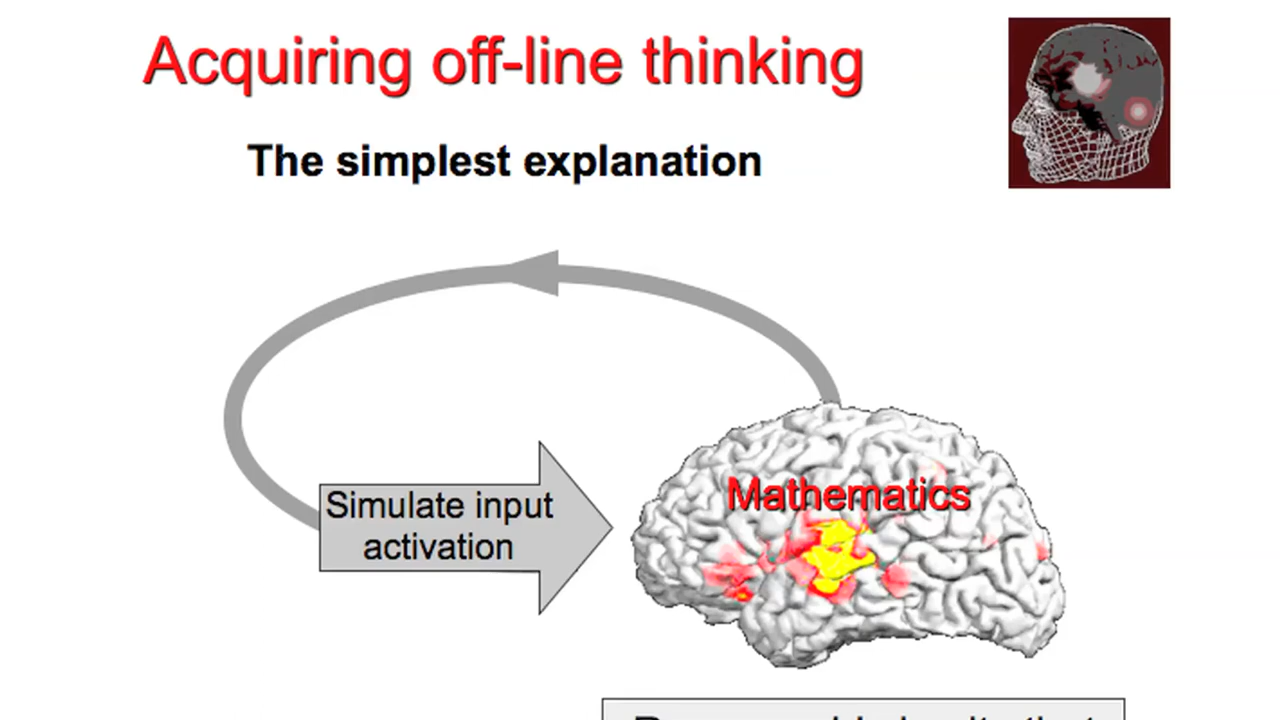 Acquiring off-line thinking
The simplest explanation
Mathematics
Simulate input
activation